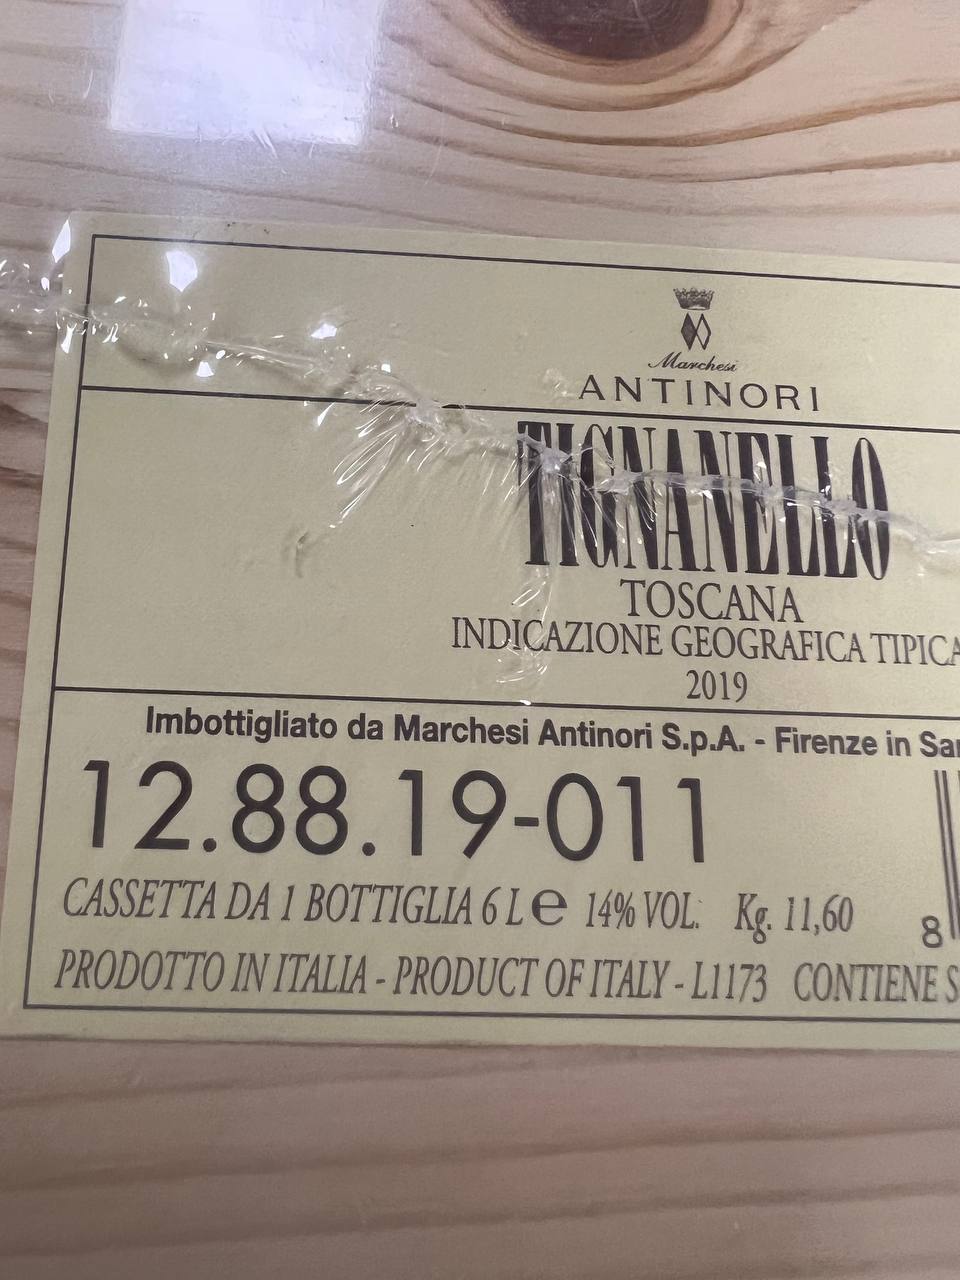 Marchesi
ANTINORI
TIGNANELLO
TOSCANA
INDICAZIONE GEOGRAFICA TIPICA
2019
Imbottigliato da Marchesi Antinori S.p.A. - Firenze in
12.88.19-011
CASSETTA DA 1 BOTTIGLIA 6 L e 14% VOL. Kg. 11,60
8
PRODOTTO IN ITALIA - PRODUCT OF ITALY - L1173 CONTIENE